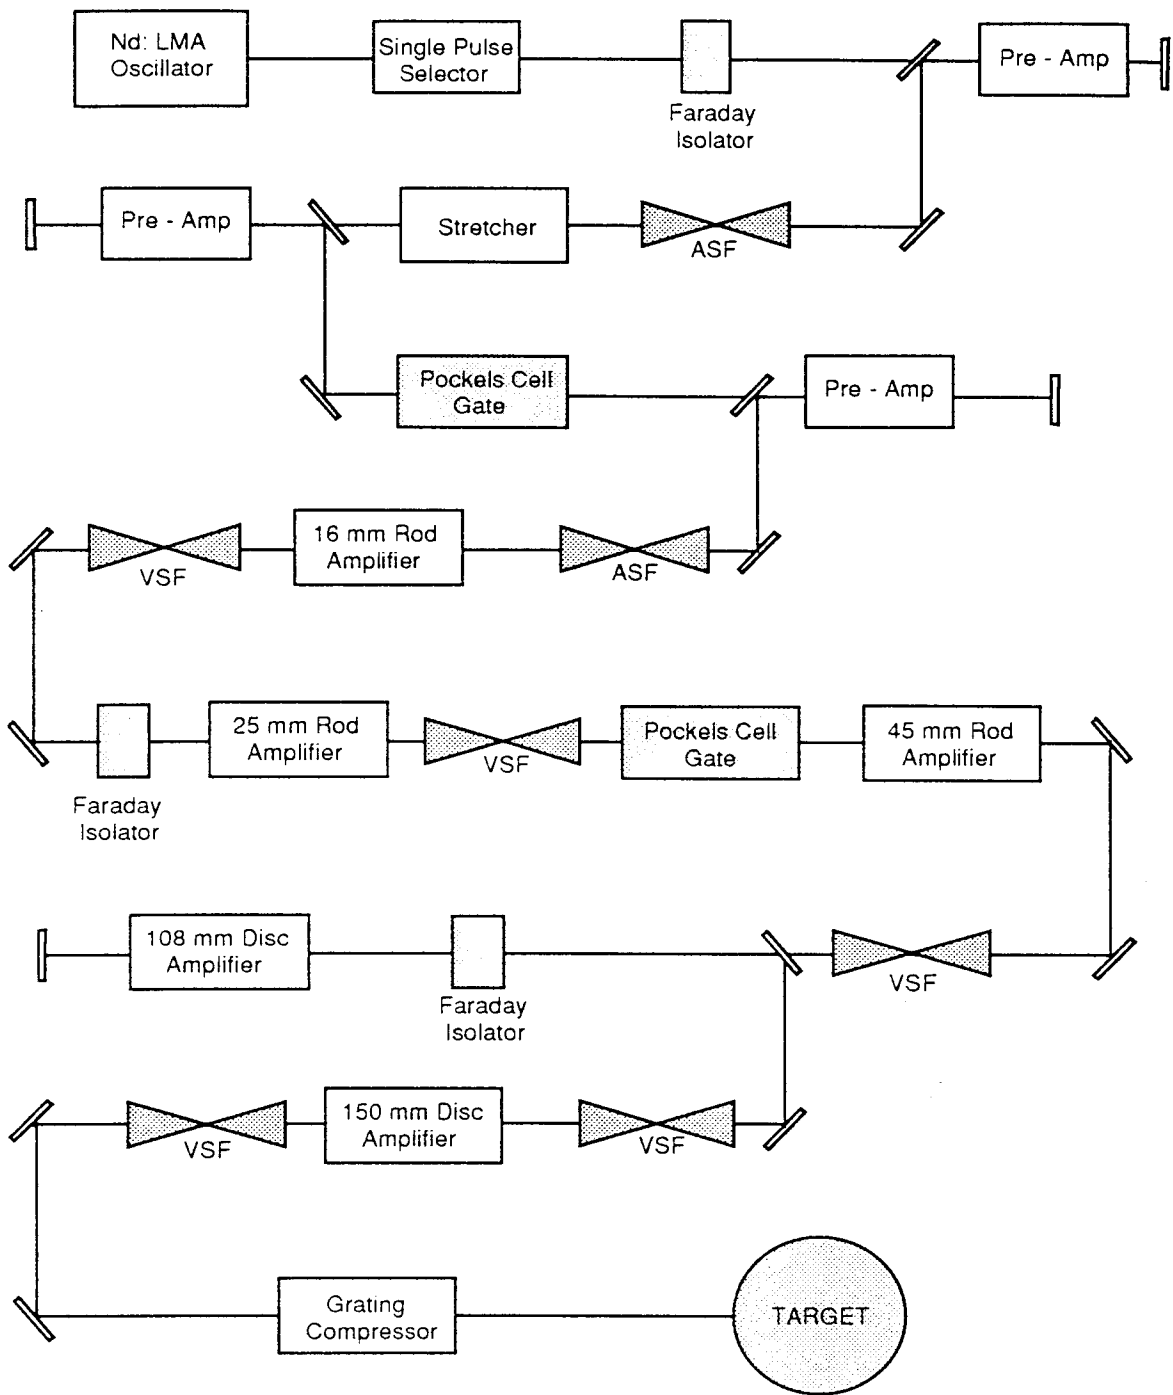 Nd: LMA
Oscillator
Single Pulse
Selector
Faraday
Isolator
Pre - Amp
Pre - Amp
Stretcher
ASF
Pockels Cell
Gate
Pre - Amp
VSF
16 mm Rod
Amplifier
ASF
Faraday
Isolator
25 mm Rod
Amplifier
VSF
Pockels Cell
Gate
45 mm Rod
Amplifier
108 mm Disc
Amplifier
Faraday
Isolator
VSF
VSF
150 mm Disc
Amplifier
VSF
Grating
Compressor
TARGET